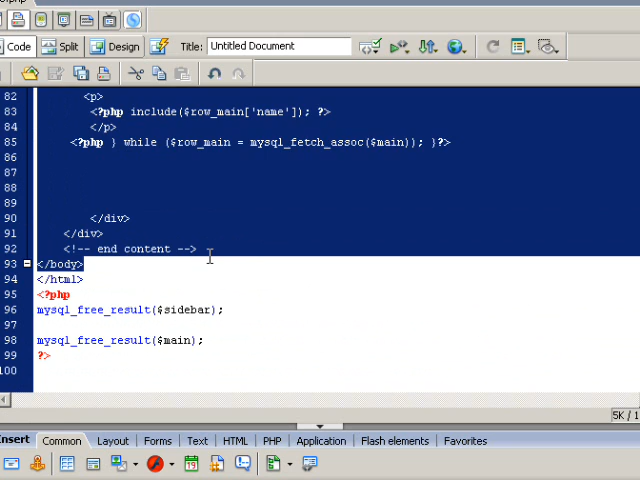 Code
Split
Design
Title:
Untitled Document
82 <p>
83 <?php include($row_main['name']); ?>
84 </p>
85 <?php } while ($row_main = mysql_fetch_assoc($main)); }?>
86
87
88
89
90 </div>
91 </div>
92 <!-- end content -->
93 </body>
94 </html>
95 <?php
96 mysql_free_result($sidebar);
97
98 mysql_free_result($main);
99 ?>
100
5K / 1
Insert
Common
Layout
Forms
Text
HTML
PHP
Application
Flash elements
Favorites
19